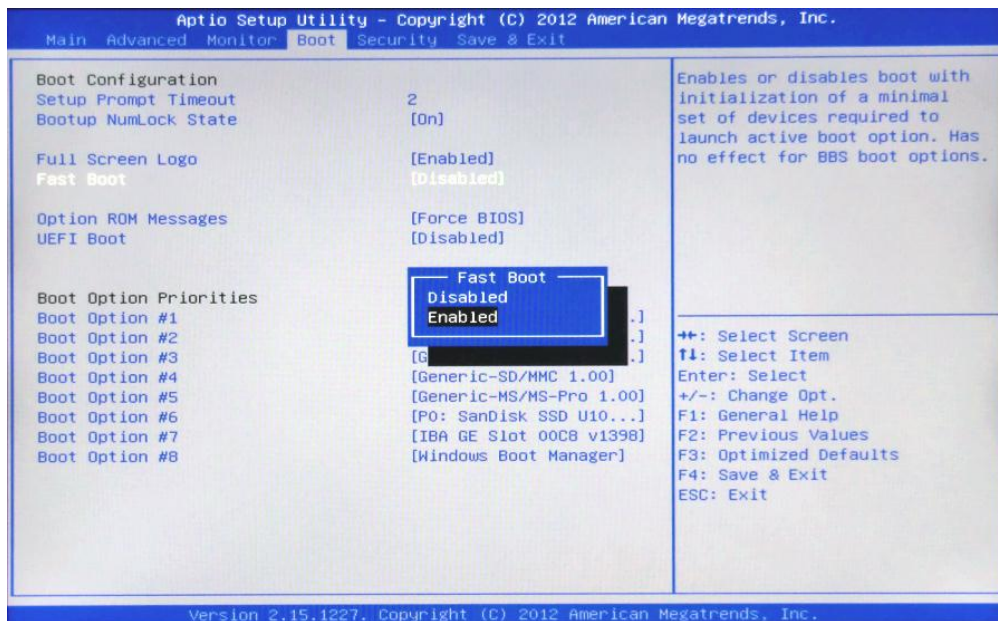 Aptio Setup Utility – Copyright (C) 2012 American Megatrends, Inc.
Main Advanced Monitor Boot Security Save & Exit
Boot Configuration
Setup Prompt Timeout 2
Bootup NumLock State [On]
Full Screen Logo [Enabled]
Fast Boot [Disabled]
Option ROM Messages [Force BIOS]
UEFI Boot [Disabled]
Boot Option Priorities
Boot Option #1 .]
Boot Option #2 .]
Boot Option #3 [G .]
Boot Option #4 [Generic-SD/MMC 1.00]
Boot Option #5 [Generic-MS/MS-Pro 1.00]
Boot Option #6 [P0: SanDisk SSD U10...]
Boot Option #7 [IBA GE Slot 00C8 v1398]
Boot Option #8 [Windows Boot Manager]
Fast Boot
Disabled
Enabled
Enables or disables boot with
initialization of a minimal
set of devices required to
launch active boot option. Has
no effect for BBS boot options.
→←: Select Screen
↑↓: Select Item
Enter: Select
+/-: Change Opt.
F1: General Help
F2: Previous Values
F3: Optimized Defaults
F4: Save & Exit
ESC: Exit
Version 2.15.1227. Copyright (C) 2012 American Megatrends, Inc.